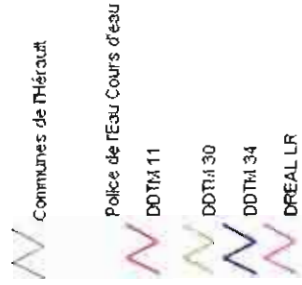 Communes de l'Hérault
Police de l'Eau Cours d'eau
DDTM 11
DDTM 30
DDTM 34
DREAL LR